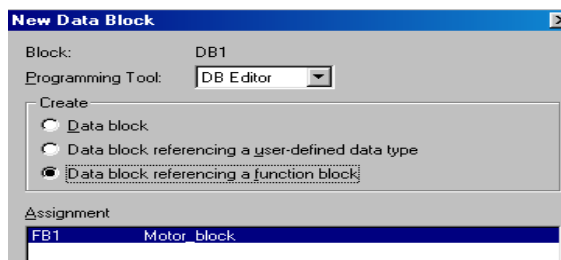 New Data Block
Block: DB1
Programming Tool: DB Editor
Create
Data block
Data block referencing a user-defined data type
Data block referencing a function block
Assignment
FB1 Motor_block